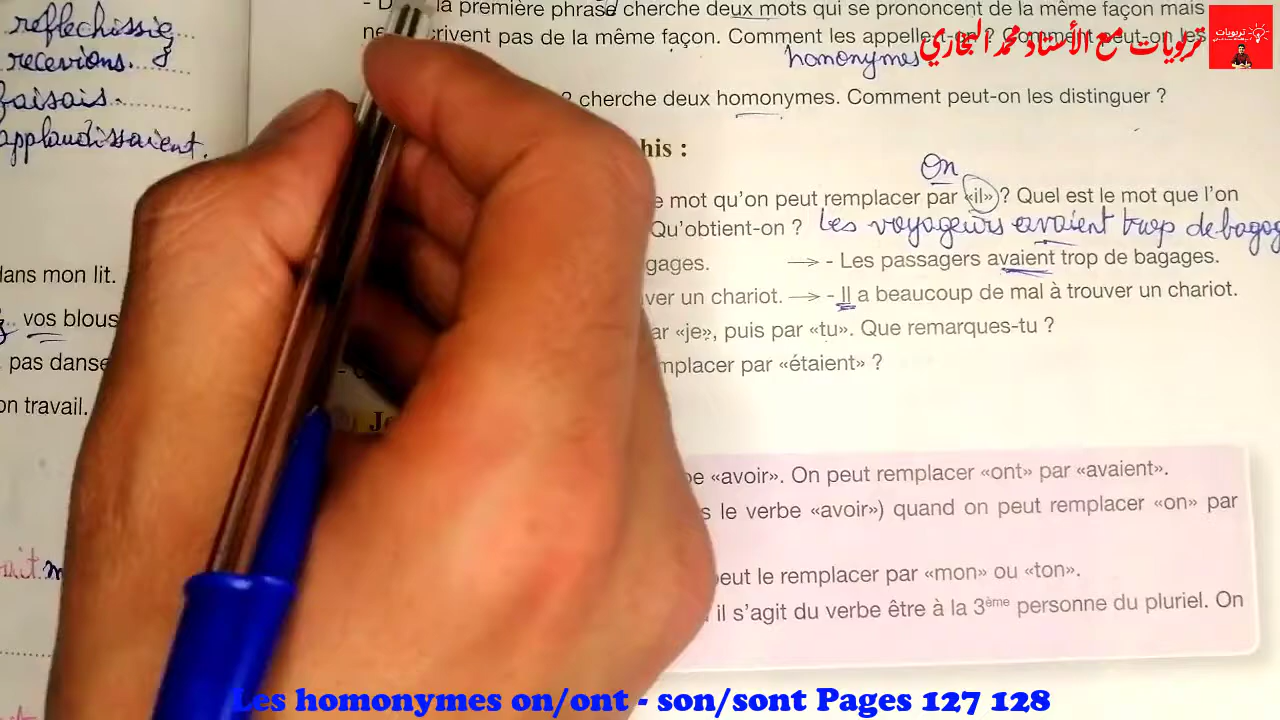 réflechissiez
recevions.
faisais.
applaudissaient.
dans mon lit.
vos blous
pas danse
on travail.
la première phrase cherche deux mots qui se prononcent de la même façon mais
ne crivent pas de la même façon. Comment les appelle-t-on ? Comment peut-on les
homonymes
? cherche deux homonymes. Comment peut-on les distinguer ?
his :
On
e mot qu'on peut remplacer par «il» ? Quel est le mot que l'on
Qu'obtient-on ? Les voyageurs avaient trop de bagag
gages. → - Les passagers avaient trop de bagages.
ver un chariot. → - Il a beaucoup de mal à trouver un chariot.
ar «je», puis par «tu». Que remarques-tu ?
mplacer par «étaient» ?
Je
be «avoir». On peut remplacer «ont» par «avaient».
s le verbe «avoir») quand on peut remplacer «on» par
peut le remplacer par «mon» ou «ton».
il s'agit du verbe être à la 3ème personne du pluriel. On
تربويات مع الأستاذ محمد الحجاري
تربويات
Les homonymes on/ont - son/sont Pages 127 128